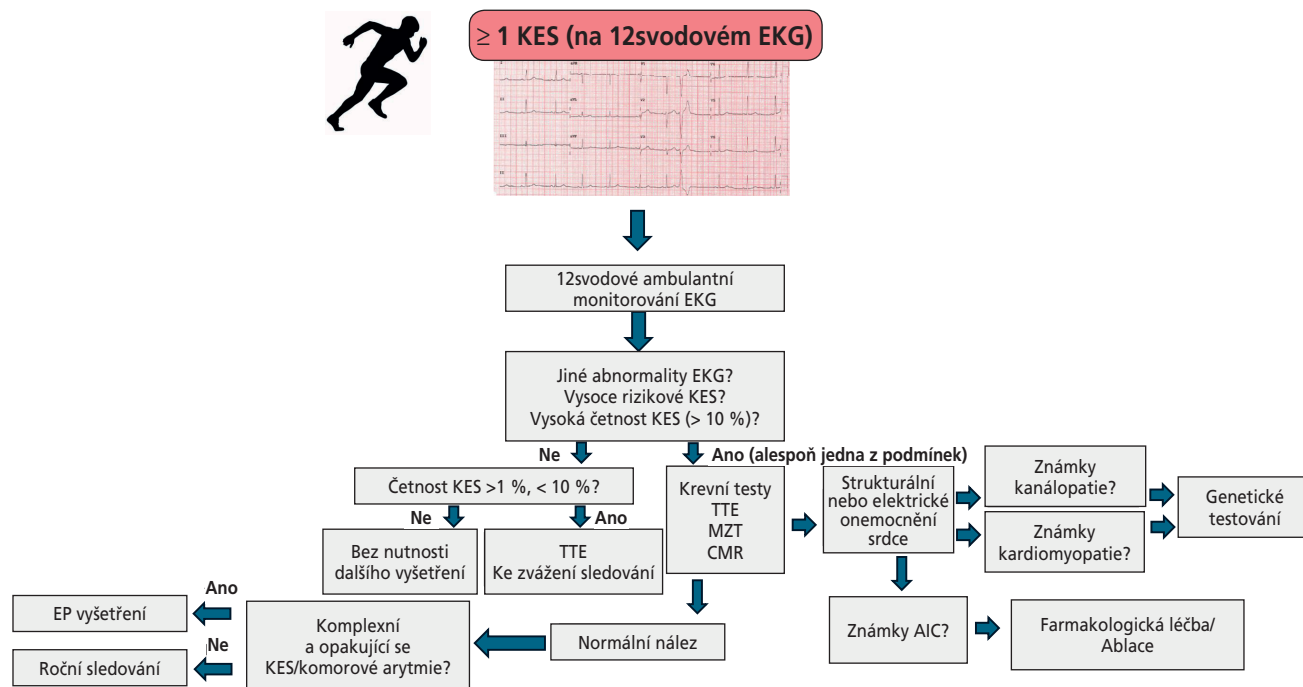 ≥ 1 KES (na 12svodovém EKG)
12svodové ambulantní
monitorování EKG
Jiné abnormality EKG?
Vysoce rizikové KES?
Vysoká četnost KES (> 10 %)?
Ne
Ano (alespoň jedna z podmínek)
Četnost KES >1 %, < 10 %?
Ne
Ano
Bez nutnosti
dalšího vyšetření
TTE
Ke zvážení sledování
Krevní testy
TTE
MZT
CMR
Strukturální
nebo elektrické
onemocnění
srdce
Známky
kanálopatie?
Známky
kardiomyopatie?
Genetické
testování
Známky AIC?
Farmakologická léčba/
Ablace
Normální nález
Komplexní
a opakující se
KES/komorové arytmie?
Ano
EP vyšetření
Ne
Roční sledování